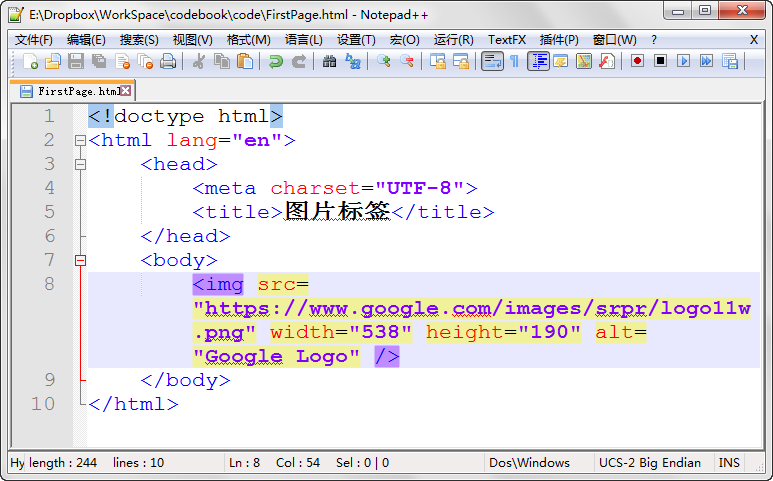 E:\Dropbox\WorkSpace\codebook\code\FirstPage.html - Notepad++
文件(F) 编辑(E) 搜索(S) 视图(V) 格式(M) 语言(L) 设置(T) 宏(O) 运行(R) TextFX 插件(P) 窗口(W) ? X
FirstPage.html
1 <!doctype html>
2 <html lang="en">
3 <head>
4 <meta charset="UTF-8">
5 <title>图片标签</title>
6 </head>
7 <body>
8 <img src=
"https://www.google.com/images/srpr/logo11w
.png" width="538" height="190" alt=
"Google Logo" />
9 </body>
10 </html>
Hy length : 244 lines : 10 Ln : 8 Col : 54 Sel : 0 | 0 Dos\Windows UCS-2 Big Endian INS